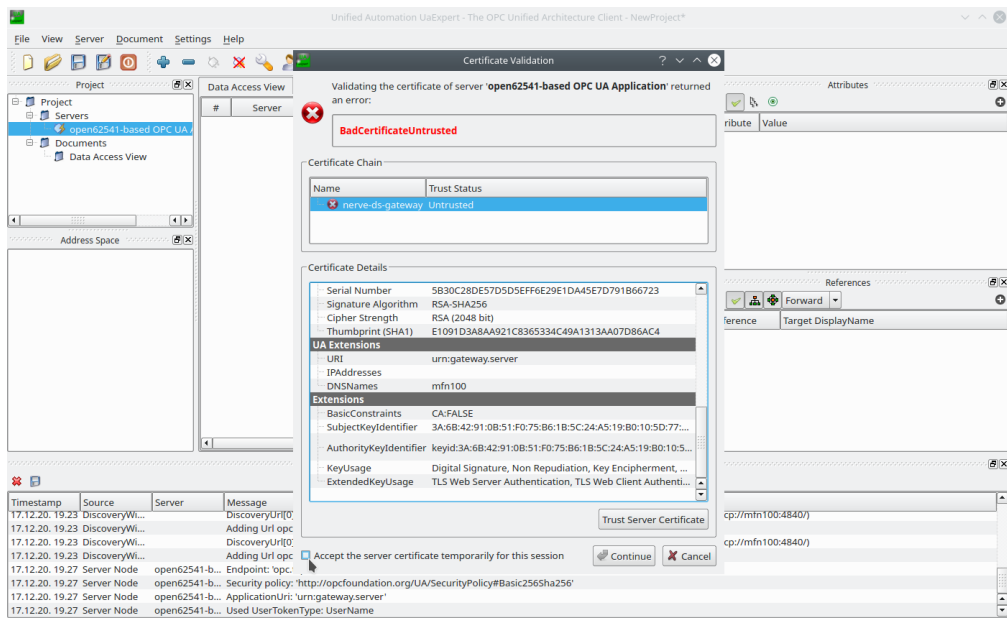 Unified Automation UaExpert - The OPC Unified Architecture Client - NewProject*
File View Server Document Settings Help
Project
Project
Servers
open62541-based OPC UA
Documents
Data Access View
Address Space
Data Access View
# Server
Certificate Validation
Validating the certificate of server 'open62541-based OPC UA Application' returned
an error:
BadCertificateUntrusted
Certificate Chain
Name Trust Status
nerve-ds-gateway Untrusted
Certificate Details
Serial Number 5B30C28DE57D5D5EFF6E29E1DA45E7D791B66723
Signature Algorithm RSA-SHA256
Cipher Strength RSA (2048 bit)
Thumbprint (SHA1) E1091D3A8AA921C8365334C49A1313AA07D86AC4
UA Extensions
URI urn:gateway.server
IPAddresses
DNSNames mfn100
Extensions
BasicConstraints CA:FALSE
SubjectKeyIdentifier 3A:6B:42:91:0B:51:F0:75:B6:1B:5C:24:A5:19:B0:10:5D:77:...
AuthorityKeyIdentifier keyid:3A:6B:42:91:0B:51:F0:75:B6:1B:5C:24:A5:19:B0:10:5...
KeyUsage Digital Signature, Non Repudiation, Key Encipherment, ...
ExtendedKeyUsage TLS Web Server Authentication, TLS Web Client Authenti...
Trust Server Certificate
Accept the server certificate temporarily for this session
Continue Cancel
Attributes
ribute Value
References
Forward
ference Target DisplayName
Timestamp Source Server Message
17.12.20. 19.23 DiscoveryWi... DiscoveryUrl[0] cp://mfn100:4840/)
17.12.20. 19.23 DiscoveryWi... Adding Url opc
17.12.20. 19.23 DiscoveryWi... DiscoveryUrl[0] cp://mfn100:4840/)
17.12.20. 19.23 DiscoveryWi... Adding Url opc
17.12.20. 19.27 Server Node open62541-b... Endpoint: 'opc.
17.12.20. 19.27 Server Node open62541-b... Security policy: 'http://opcfoundation.org/UA/SecurityPolicy#Basic256Sha256'
17.12.20. 19.27 Server Node open62541-b... ApplicationUri: 'urn:gateway.server'
17.12.20. 19.27 Server Node open62541-b... Used UserTokenType: UserName